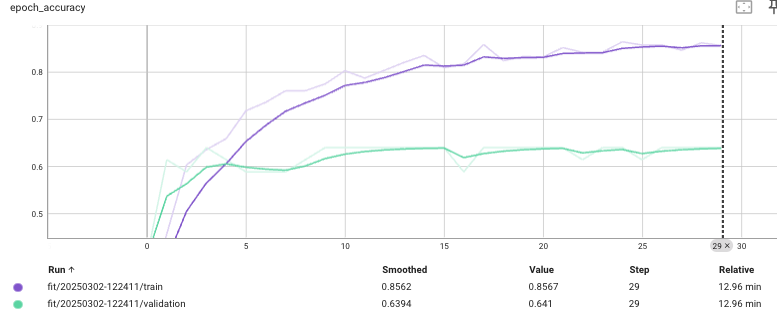 epoch_accuracy
0.8
0.7
0.6
0.5
0 5 10 15 20 25 29 × 30
Run ↑ Smoothed Value Step Relative
fit/20250302-122411/train 0.8562 0.8567 29 12.96 min
fit/20250302-122411/validation 0.6394 0.641 29 12.96 min